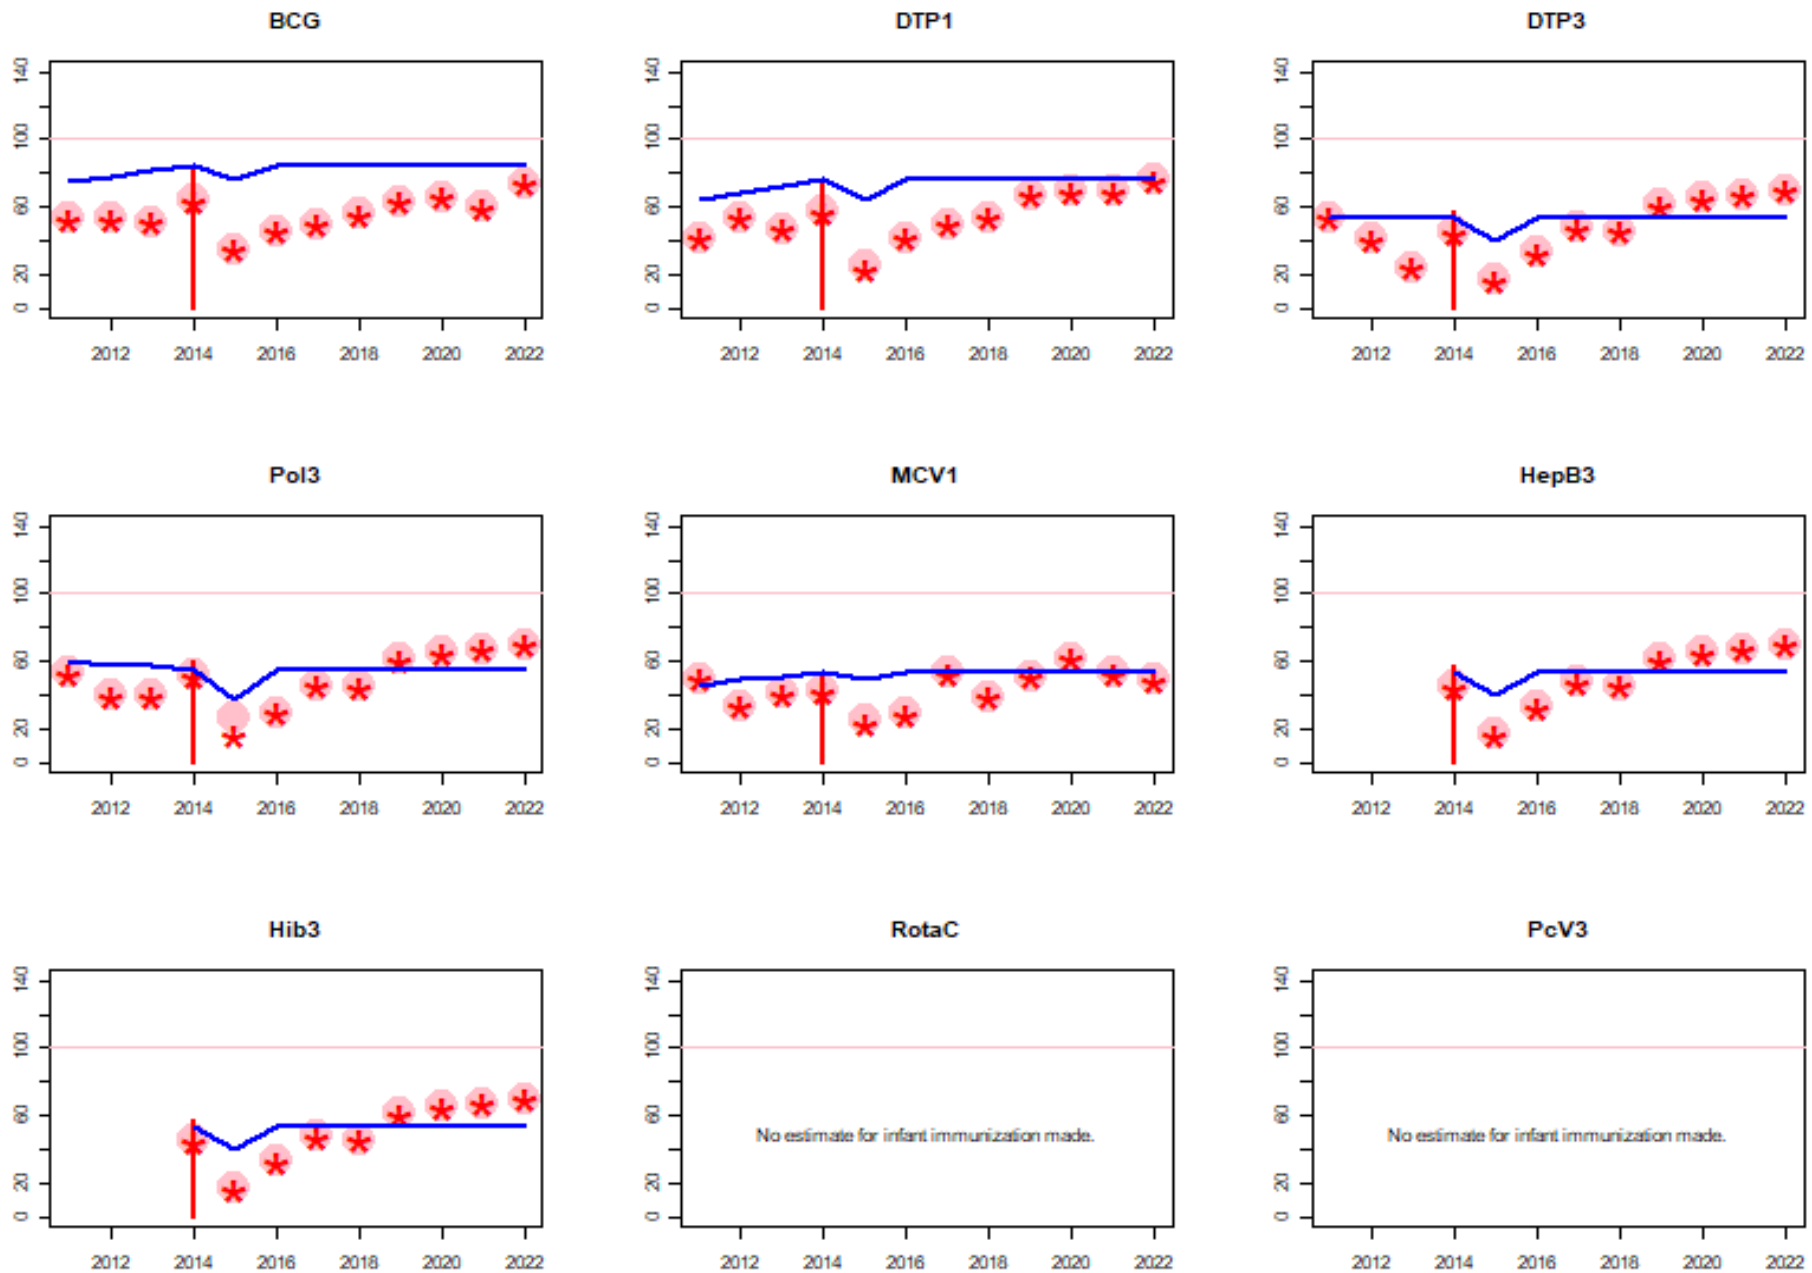 BCG DTP1 DTP3
140 140 140
100 100 100
60 60 60
20 20 20
0 0 0
2012 2014 2016 2018 2020 2022 2012 2014 2016 2018 2020 2022 2012 2014 2016 2018 2020 2022
Pol3 MCV1 HepB3
140 140 140
100 100 100
60 60 60
20 20 20
0 0 0
2012 2014 2016 2018 2020 2022 2012 2014 2016 2018 2020 2022 2012 2014 2016 2018 2020 2022
Hib3 RotaC PcV3
140 140 140
100 100 100
60 60 60
No estimate for infant immunization made. No estimate for infant immunization made.
20 20 20
0 0 0
2012 2014 2016 2018 2020 2022 2012 2014 2016 2018 2020 2022 2012 2014 2016 2018 2020 2022